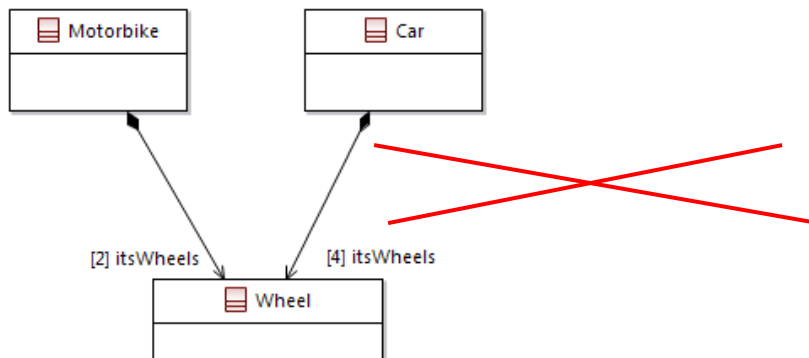 Motorbike
Car
[2] itsWheels
[4] itsWheels
Wheel